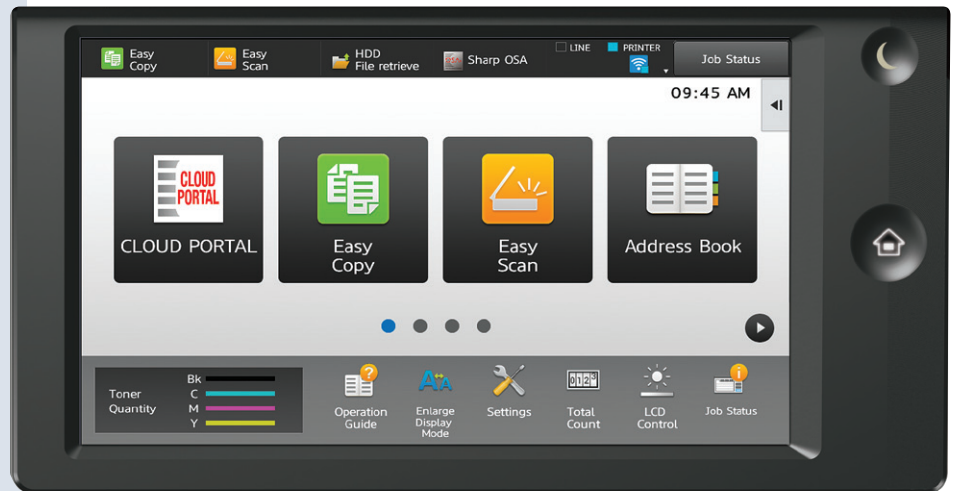 Easy
Copy
Easy
Scan
HDD
File retrieve
Sharp OSA
LINE
PRINTER
Job Status
09:45 AM
CLOUD
PORTAL
CLOUD PORTAL
Easy
Copy
Easy
Scan
Address Book
Toner
Quantity
Bk
C
M
Y
Operation
Guide
Enlarge
Display
Mode
Settings
Total
Count
LCD
Control
Job Status